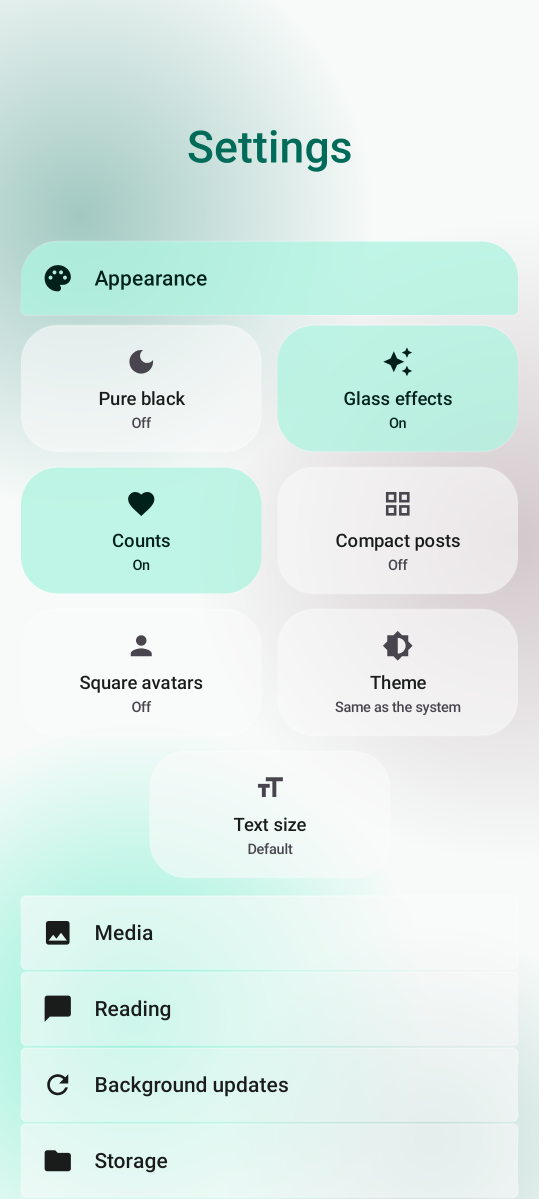 Settings
Appearance
Pure black
Off
Glass effects
On
Counts
On
Compact posts
Off
Square avatars
Off
Theme
Same as the system
Text size
Default
Media
Reading
Background updates
Storage